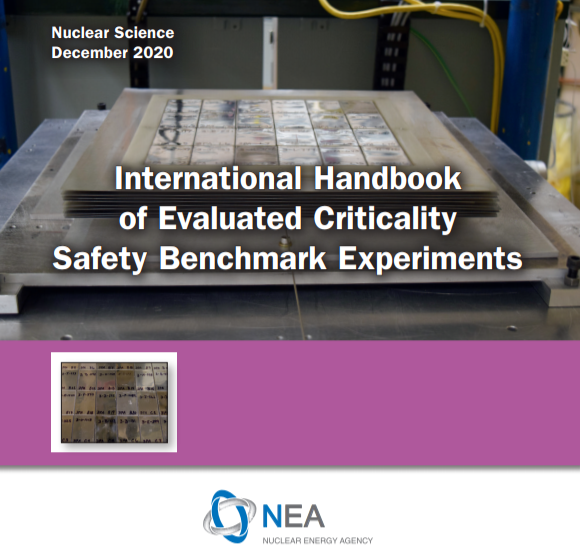 Nuclear Science
December 2020
International Handbook
of Evaluated Criticality
Safety Benchmark Experiments
NEA
NUCLEAR ENERGY AGENCY